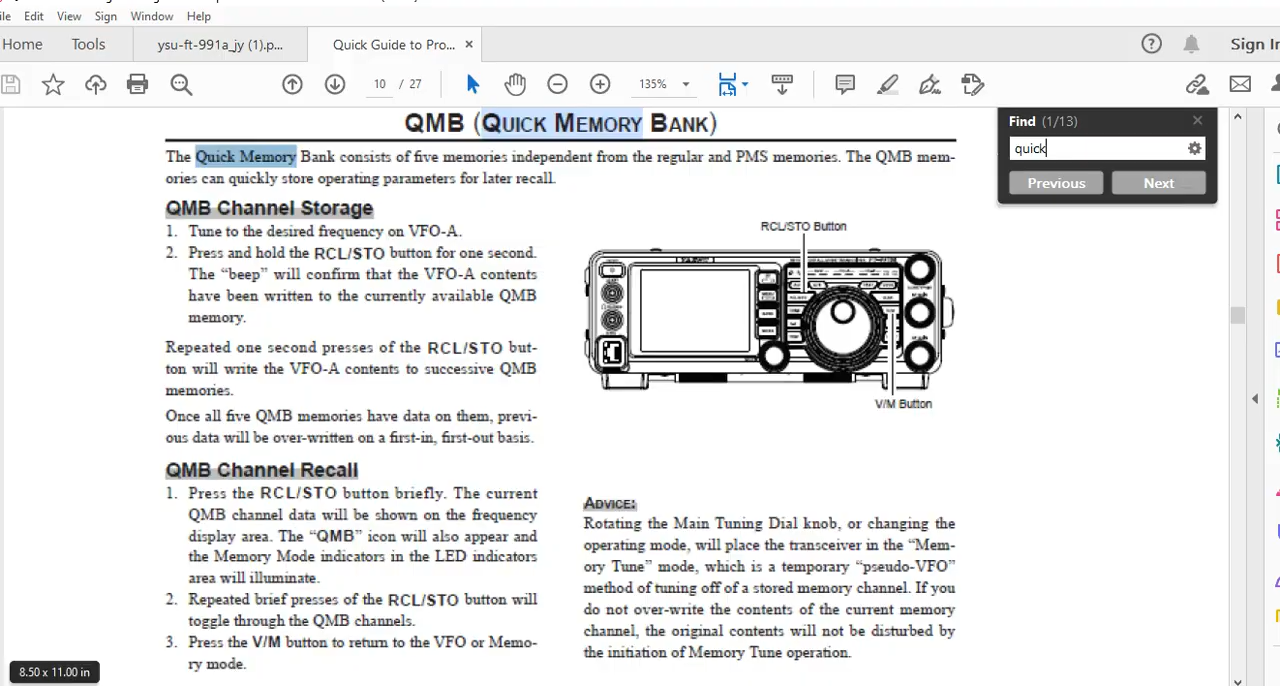 ile Edit View Sign Window Help
Home Tools ysu-ft-991a_jy (1).p... Quick Guide to Pro... × Sign In
10 / 27 135%
Find (1/13)
quick
Previous Next
QMB (QUICK MEMORY BANK)
The Quick Memory Bank consists of five memories independent from the regular and PMS memories. The QMB mem-
ories can quickly store operating parameters for later recall.
QMB Channel Storage
1. Tune to the desired frequency on VFO-A.
2. Press and hold the RCL/STO button for one second.
The “beep” will confirm that the VFO-A contents
have been written to the currently available QMB
memory.
Repeated one second presses of the RCL/STO but-
ton will write the VFO-A contents to successive QMB
memories.
Once all five QMB memories have data on them, previ-
ous data will be over-written on a first-in, first-out basis.
QMB Channel Recall
1. Press the RCL/STO button briefly. The current
QMB channel data will be shown on the frequency
display area. The “QMB” icon will also appear and
the Memory Mode indicators in the LED indicators
area will illuminate.
2. Repeated brief presses of the RCL/STO button will
toggle through the QMB channels.
3. Press the V/M button to return to the VFO or Memo-
ry mode.
RCL/STO Button
V/M Button
ADVICE:
Rotating the Main Tuning Dial knob, or changing the
operating mode, will place the transceiver in the “Mem-
ory Tune” mode, which is a temporary “pseudo-VFO”
method of tuning off of a stored memory channel. If you
do not over-write the contents of the current memory
channel, the original contents will not be disturbed by
the initiation of Memory Tune operation.
8.50 x 11.00 in